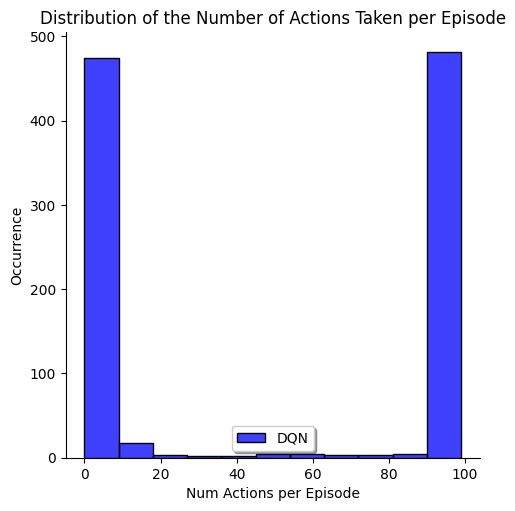 Distribution of the Number of Actions Taken per Episode
500
400
300
200
100
0
Occurrence
DQN
0 20 40 60 80 100
Num Actions per Episode